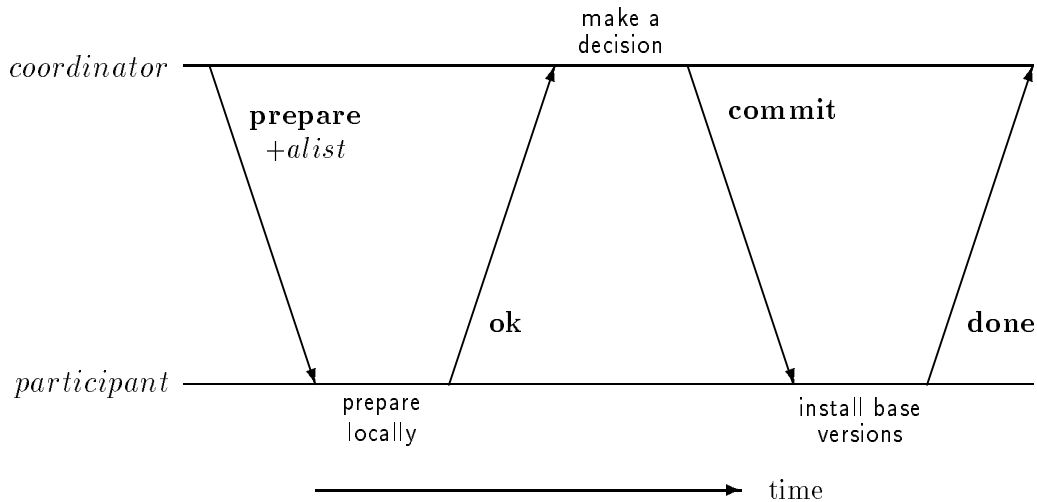 make a
decision
coordinator
prepare
+alist
commit
ok
done
participant
prepare
locally
install base
versions
time